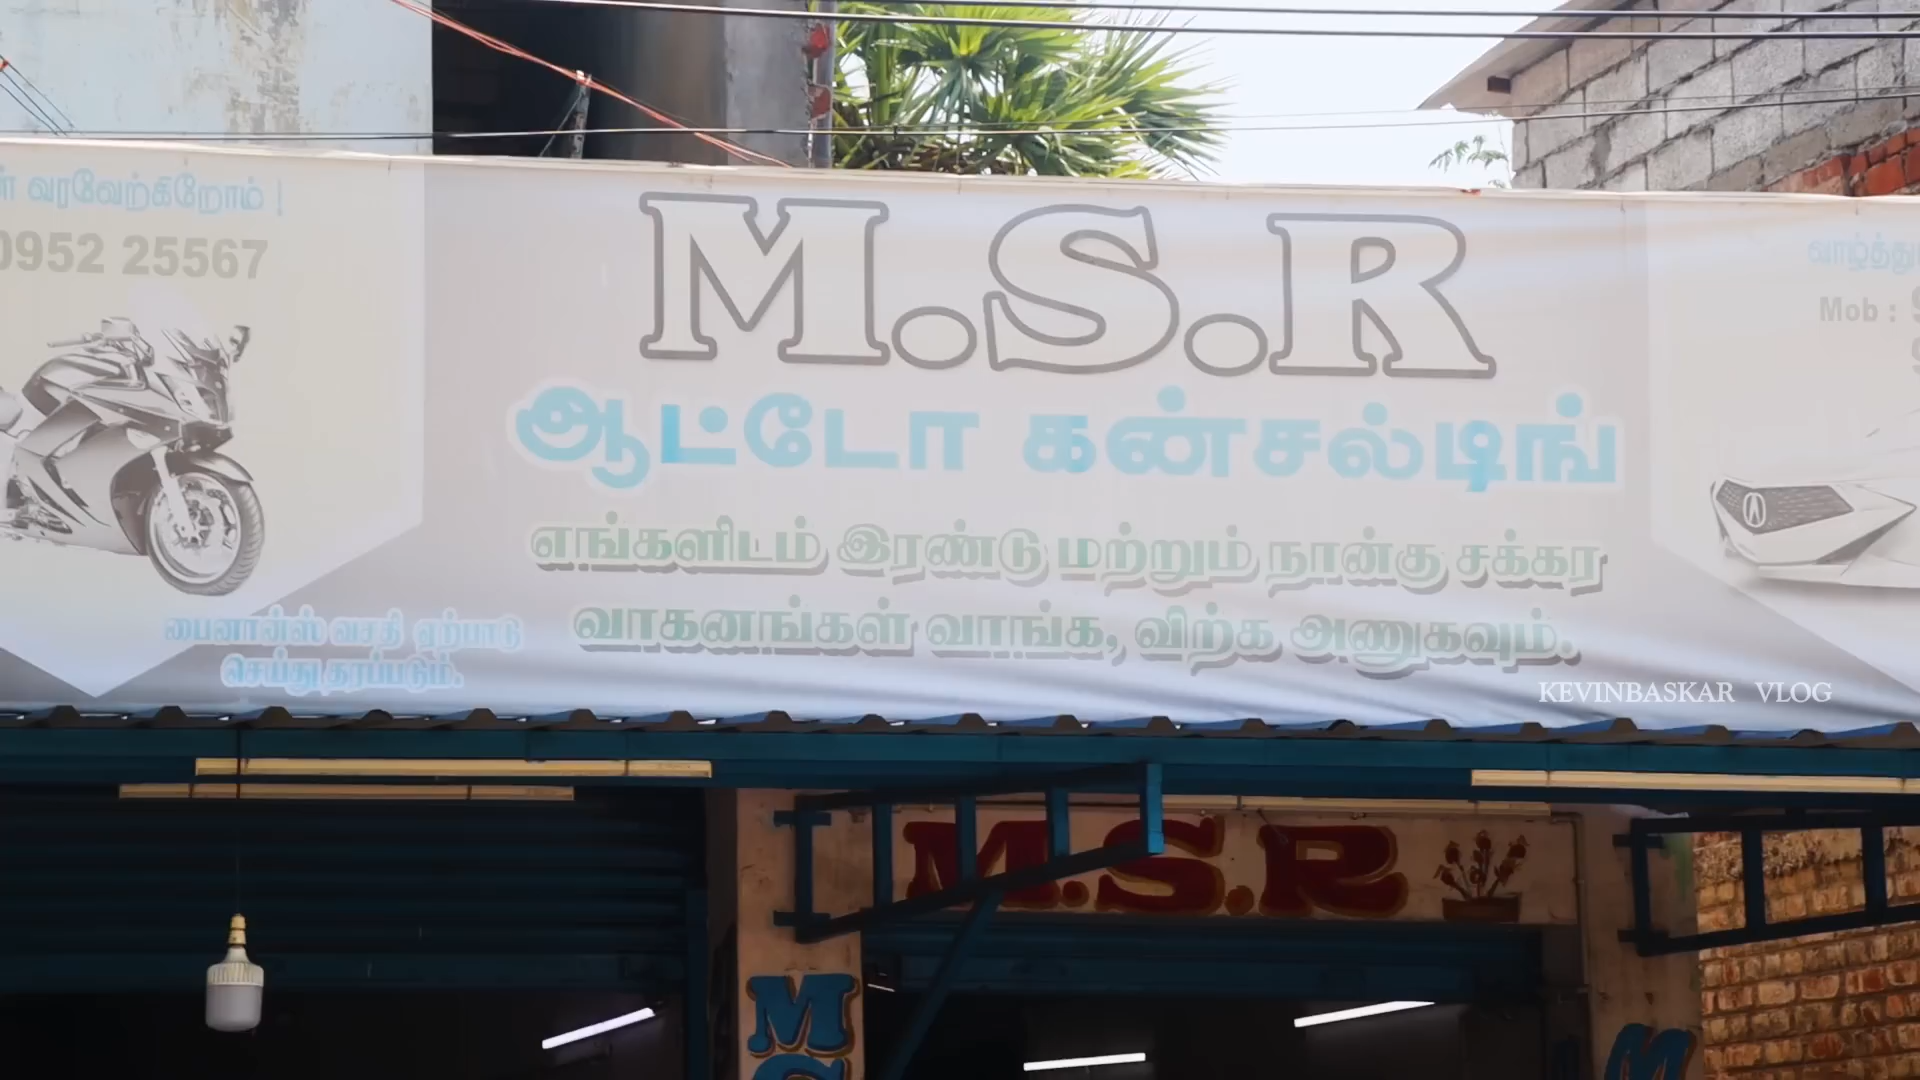 வரவேற்கிறோம் !
0952 25567
M.S.R
ஆட்டோ கன்சல்டிங்
எங்களிடம் இரண்டு மற்றும் நான்கு சக்கர
வாகனங்கள் வாங்க, விற்க அணுகவும்.
பைனான்ஸ் வசதி ஏற்பாடு
செய்து தரப்படும்.
Mob :
KEVINBASKAR VLOG
M.S.R
M
M